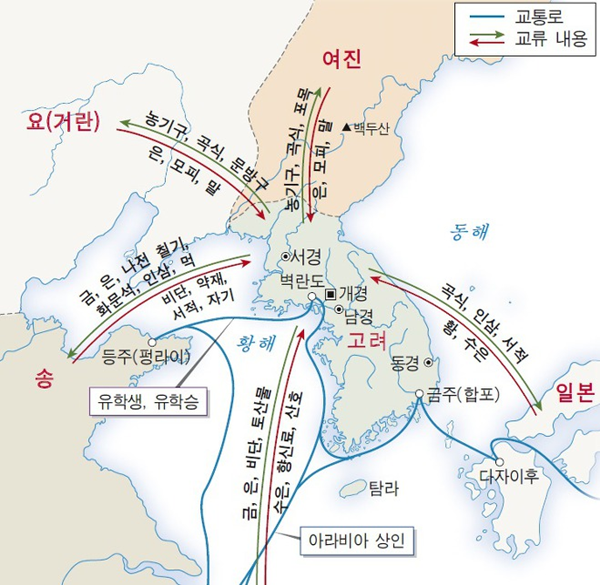 교통로
교류 내용
여진
요(거란)
백두산
농기구, 곡식, 문방구
은, 모피, 말
농기구, 곡식, 포목
은, 모피, 말
동해
서경
벽란도
개경
남경
고려
동경
금주(합포)
금, 은, 나전 칠기,
화문석, 인삼, 먹
비단, 약재,
서적, 자기
곡식, 인삼, 서적
황, 수은
황해
등주(펑라이)
송
유학생, 유학승
일본
다자이후
금, 은, 비단, 토산물
수은, 향신료, 산호
탐라
아라비아 상인